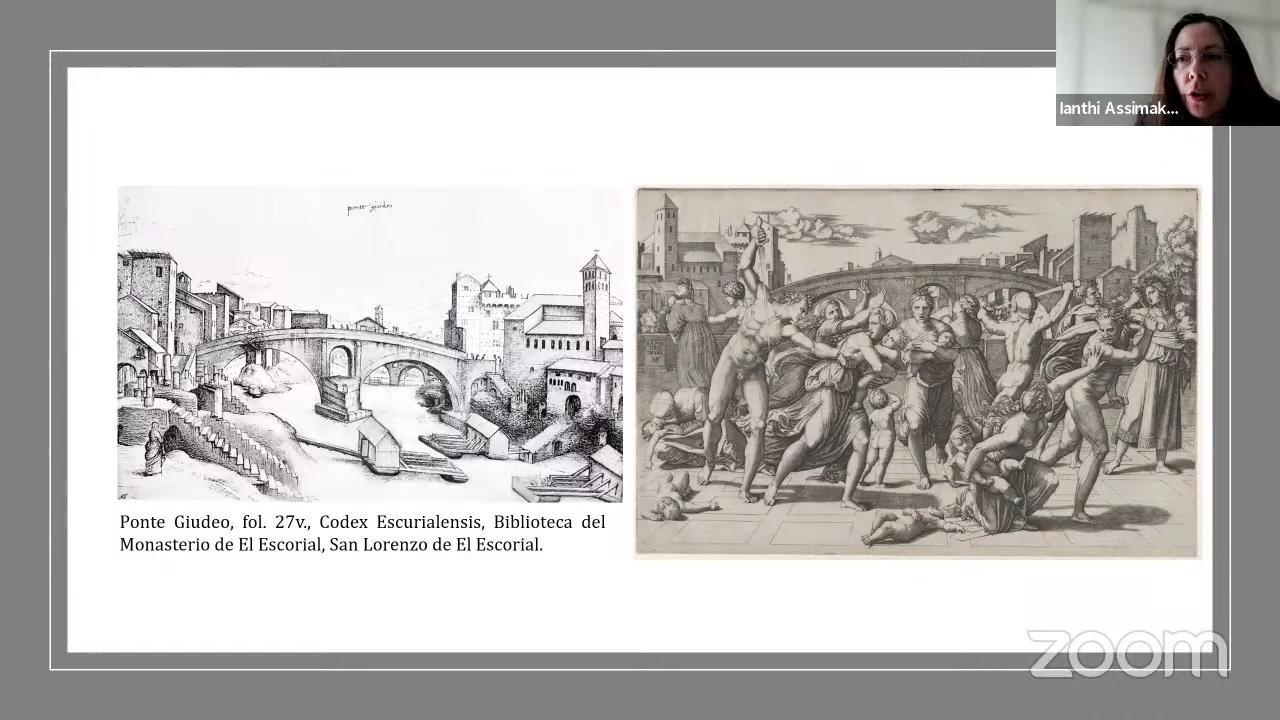 Ianthi Assimak...
Ponte Giudeo, fol. 27v., Codex Escurialensis, Biblioteca del
Monasterio de El Escorial, San Lorenzo de El Escorial.
zoom